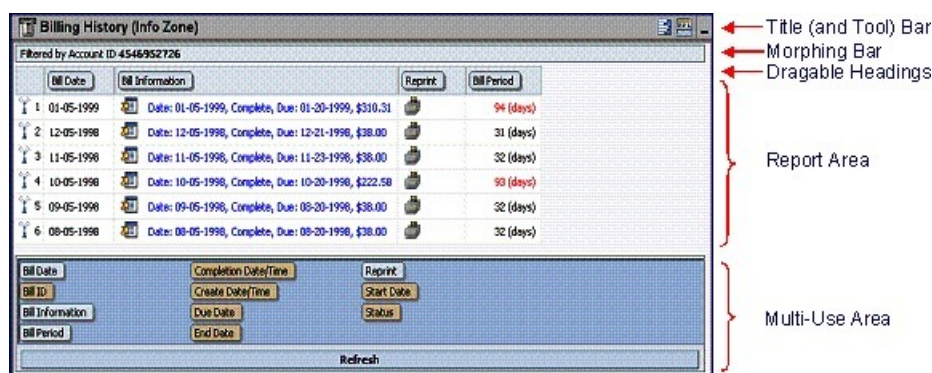 Billing History (Info Zone)
Title (and Tool) Bar
Filtered by Account ID 4546952726
Morphing Bar
Bill Date Bill Information Reprint Bill Period
Dragable Headings
1 01-05-1999 Date: 01-05-1999, Complete, Due: 01-20-1999, $310.31 94 (days)
2 12-05-1998 Date: 12-05-1998, Complete, Due: 12-21-1998, $38.00 31 (days)
3 11-05-1998 Date: 11-05-1998, Complete, Due: 11-23-1998, $38.00 32 (days)
Report Area
4 10-05-1998 Date: 10-05-1998, Complete, Due: 10-20-1998, $222.58 93 (days)
5 09-05-1998 Date: 09-05-1998, Complete, Due: 08-20-1998, $38.00 32 (days)
6 08-05-1998 Date: 08-05-1998, Complete, Due: 08-20-1998, $38.00 32 (days)
Bill Date Completion Date/Time Reprint
Bill ID Create Date/Time Start Date
Bill Information Due Date Status
Multi-Use Area
Bill Period End Date
Refresh